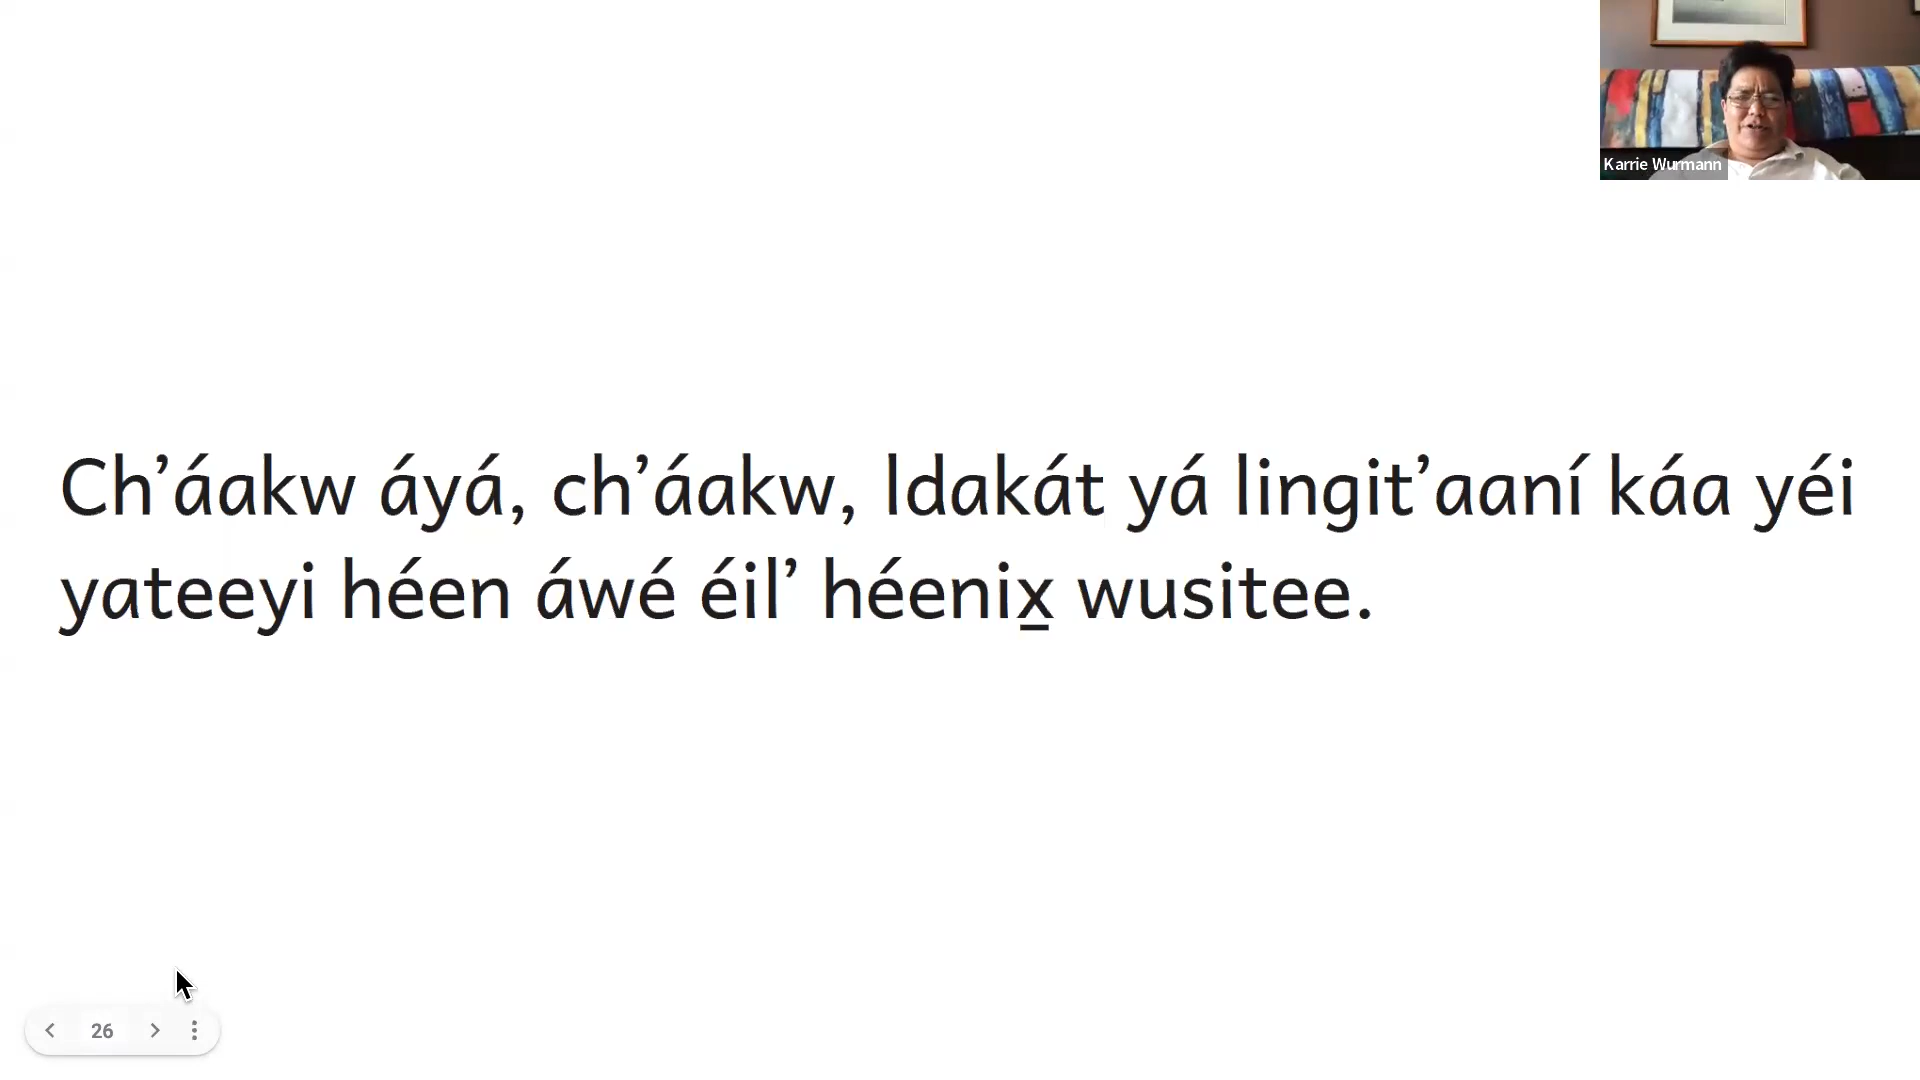 Karrie Wurmann
Ch’áakw áyá, ch’áakw, ldakát yá lingit’aaní káa yéi
yateeyi héen áwé éil’ héenix̲ wusitee.
26